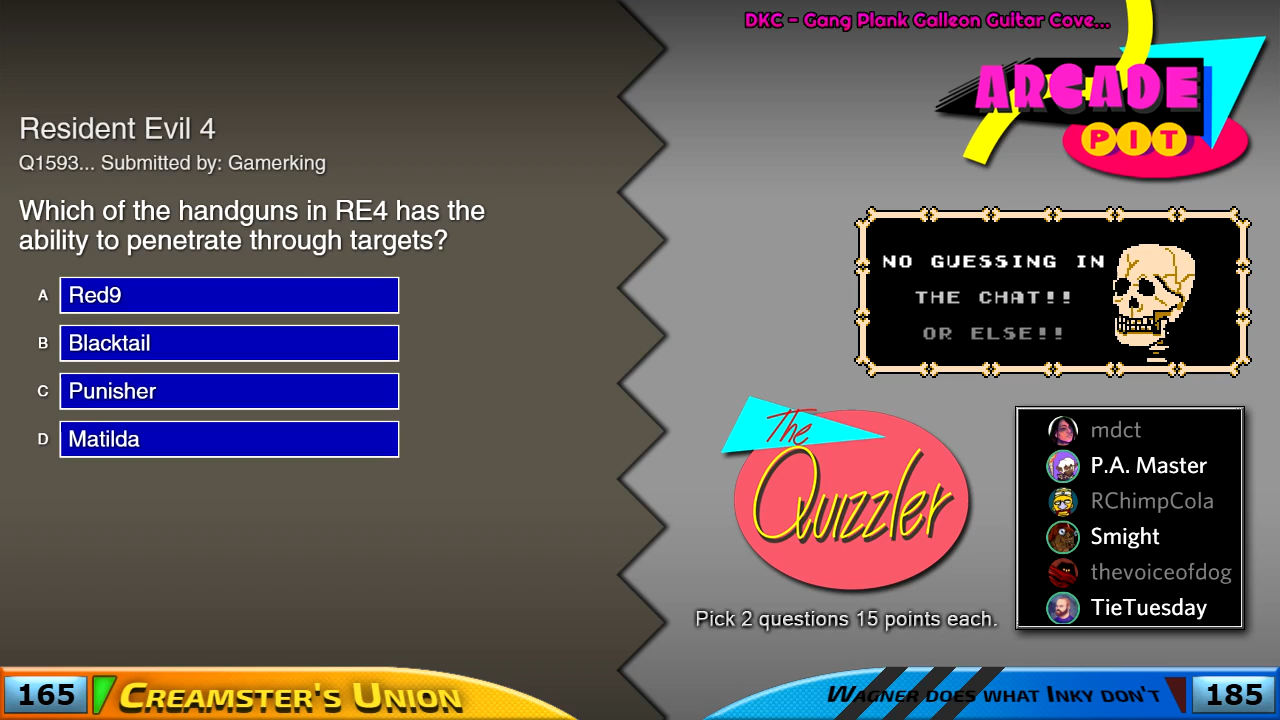 DKC - Gang Plank Galleon Guitar Cove...
ARCADE
PIT
Resident Evil 4
Q1593... Submitted by: Gamerking
Which of the handguns in RE4 has the
ability to penetrate through targets?
A Red9
B Blacktail
C Punisher
D Matilda
NO GUESSING IN
THE CHAT!!
OR ELSE!!
The
Quizzler
Pick 2 questions 15 points each.
mdct
P.A. Master
RChimpCola
Smight
thevoiceofdog
TieTuesday
165 Creamster's Union
Wagner does what Inky don't 185